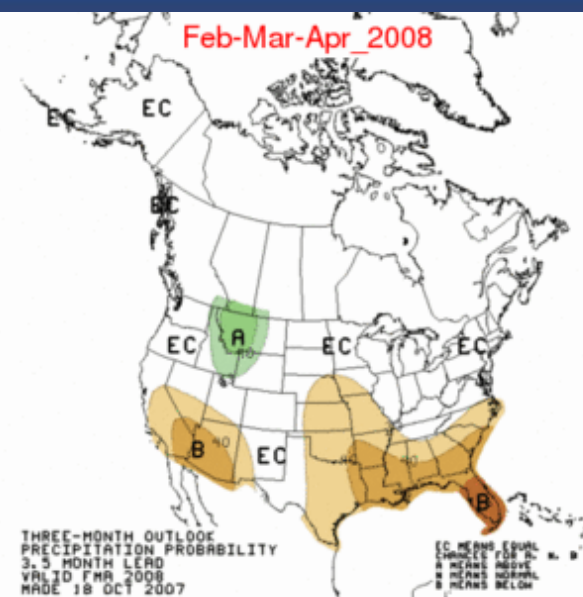 Feb-Mar-Apr_2008
EC
EC
EC
A
EC
EC
EC
40
B
40
EC
40
40
B
THREE-MONTH OUTLOOK
PRECIPITATION PROBABILITY
3.5 MONTH LEAD
VALID FMA 2008
MADE 18 OCT 2007
EC MEANS EQUAL
CHANCES FOR A, N, B
A MEANS ABOVE
N MEANS NORMAL
B MEANS BELOW